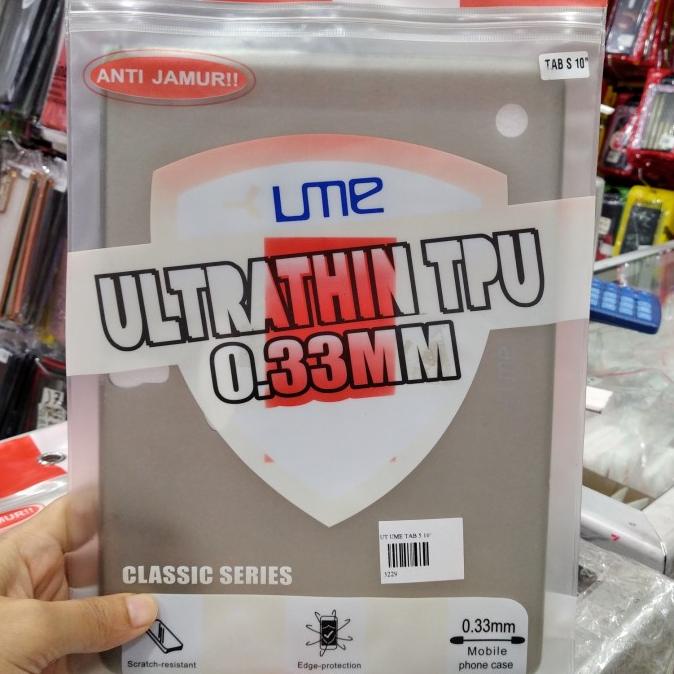 ANTI JAMUR!!
TAB S 10"
ume
ULTRATHIN TPU
0.33MM
UT UME TAB S 10"
3229
CLASSIC SERIES
0.33mm
Scratch-resistant
Edge-protection
Mobile
phone case